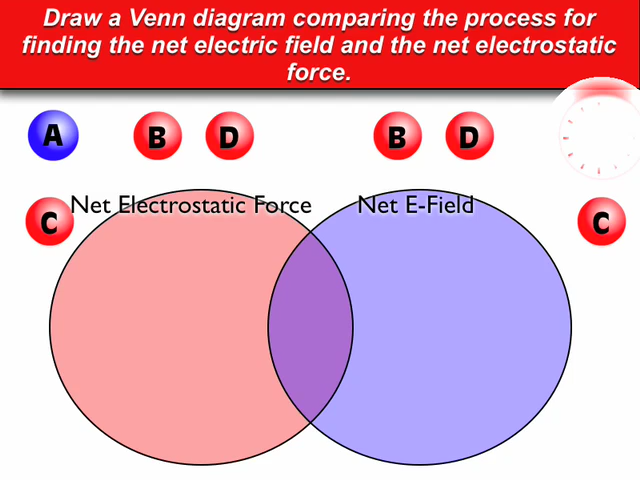 Draw a Venn diagram comparing the process for
finding the net electric field and the net electrostatic
force.
A B D B D
C Net Electrostatic Force Net E-Field C